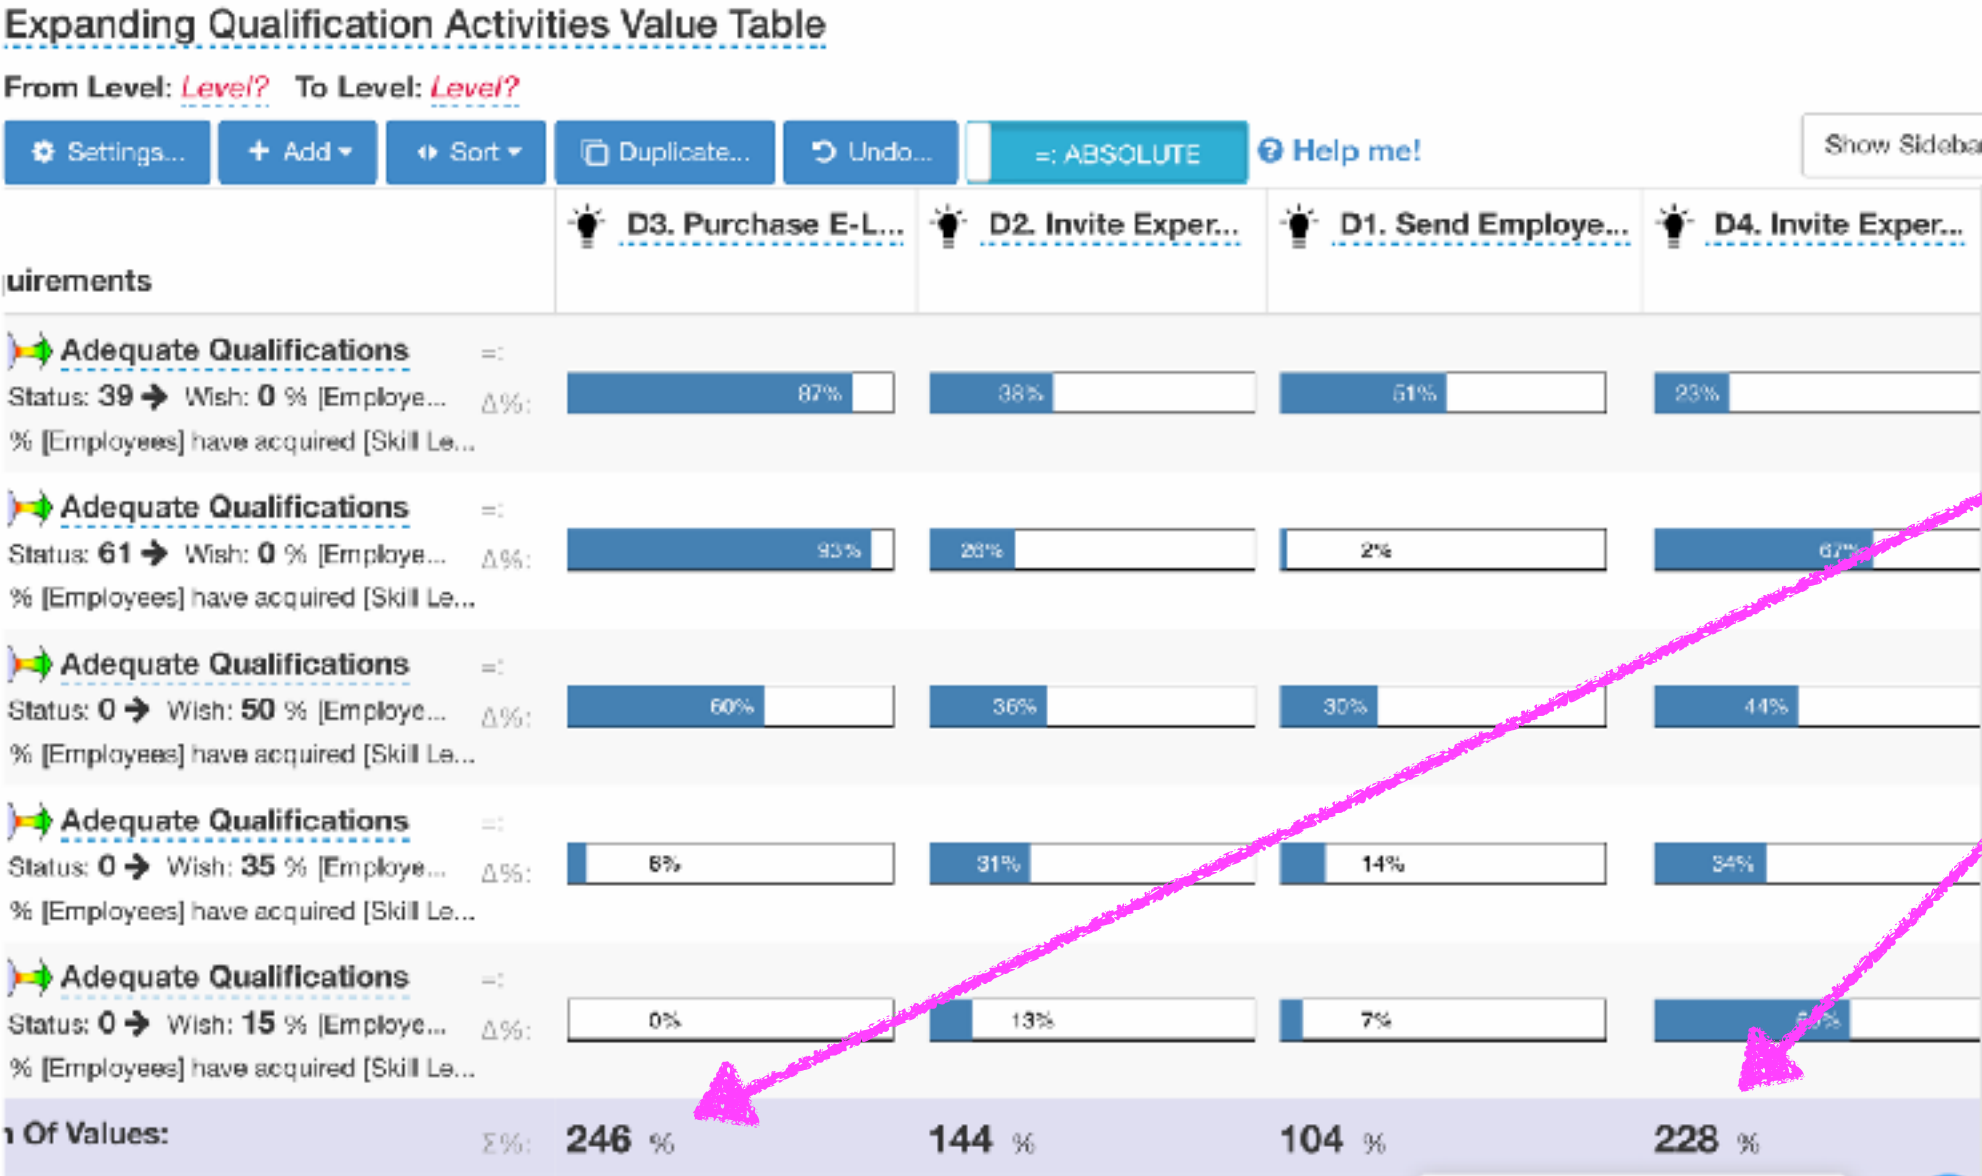 Expanding Qualification Activities Value Table
From Level: Level? To Level: Level?
Settings... Add Sort Duplicate... Undo... =: ABSOLUTE Help me! Show Sideba
D3. Purchase E-L... D2. Invite Exper... D1. Send Employe... D4. Invite Exper...
uirements
Adequate Qualifications =:
Status: 39 ➔ Wish: 0 % [Employe... Δ%: 87% 38% 51% 23%
% [Employees] have acquired [Skill Le...
Adequate Qualifications =:
Status: 61 ➔ Wish: 0 % [Employe... Δ%: 93% 26% 2% 67%
% [Employees] have acquired [Skill Le...
Adequate Qualifications =:
Status: 0 ➔ Wish: 50 % [Employe... Δ%: 60% 36% 30% 44%
% [Employees] have acquired [Skill Le...
Adequate Qualifications =:
Status: 0 ➔ Wish: 35 % [Employe... Δ%: 6% 31% 14% 34%
% [Employees] have acquired [Skill Le...
Adequate Qualifications =:
Status: 0 ➔ Wish: 15 % [Employe... Δ%: 0% 13% 7%
% [Employees] have acquired [Skill Le...
Of Values: Σ%: 246 % 144 % 104 % 228 %